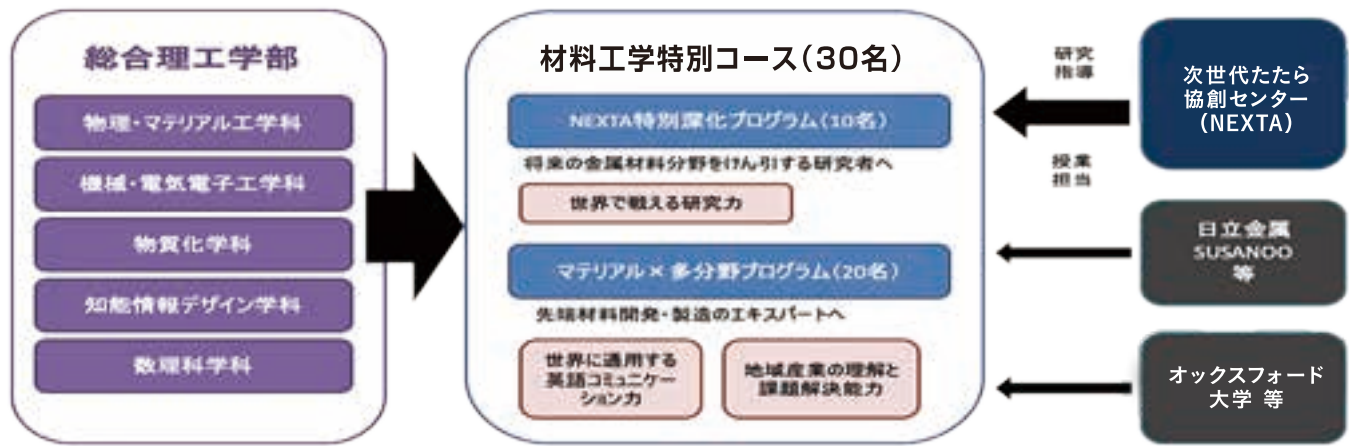 総合理工学部
物理・マテリアル工学科
機械・電気電子工学科
物質化学科
知能情報デザイン学科
数理科学科
材料工学特別コース（30名）
NEXTA特別深化プログラム（10名）
将来の金属材料分野をけん引する研究者へ
世界で戦える研究力
マテリアル×多分野プログラム（20名）
先端材料開発・製造のエキスパートへ
世界に通用する
英語コミュニケー
ション力
地域産業の理解と
課題解決能力
研究
指導
授業
担当
次世代たたら
協創センター
（NEXTA）
日立金属
SUSANOO
等
オックスフォード
大学 等